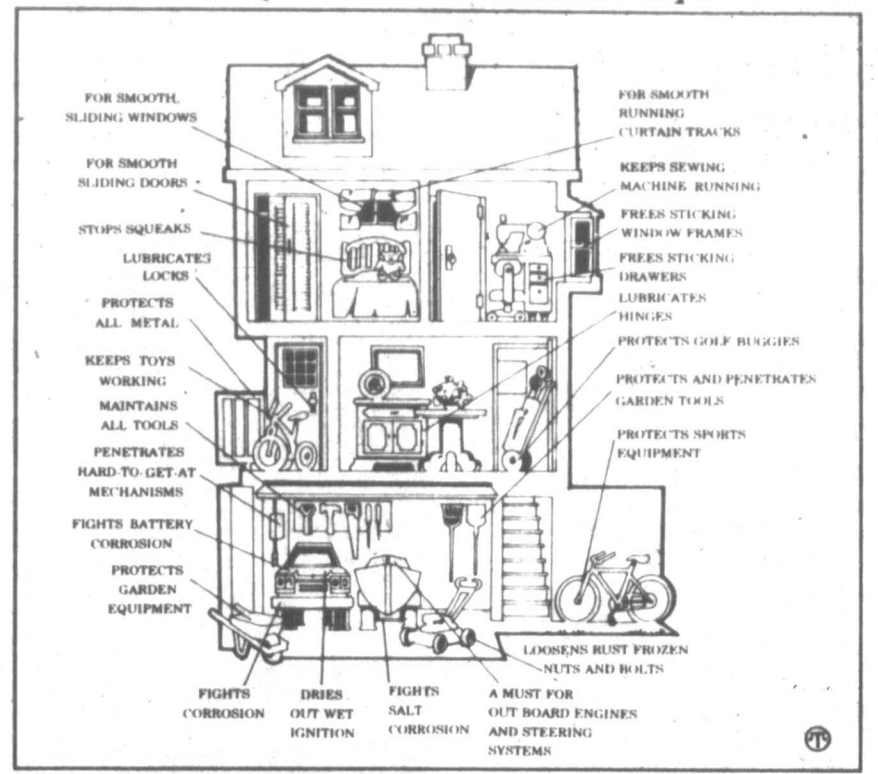 FOR SMOOTH,
SLIDING WINDOWS
FOR SMOOTH
SLIDING DOORS
STOPS SQUEAKS
LUBRICATES
LOCKS
PROTECTS
ALL METAL
KEEPS TOYS
WORKING
MAINTAINS
ALL TOOLS
PENETRATES
HARD-TO-GET-AT
MECHANISMS
FIGHTS BATTERY
CORROSION
PROTECTS
GARDEN
EQUIPMENT
FOR SMOOTH
RUNNING
CURTAIN TRACKS
KEEPS SEWING
MACHINE RUNNING
FREES STICKING
WINDOW FRAMES
FREES STICKING
DRAWERS
LUBRICATES
HINGES
PROTECTS GOLF BUGGIES
PROTECTS AND PENETRATES
GARDEN TOOLS
PROTECTS SPORTS
EQUIPMENT
LOOSENS RUST FROZEN
NUTS AND BOLTS
FIGHTS
CORROSION
DRIES
OUT WET
IGNITION
FIGHTS
SALT
CORROSION
A MUST FOR
OUT BOARD ENGINES
AND STEERING
SYSTEMS